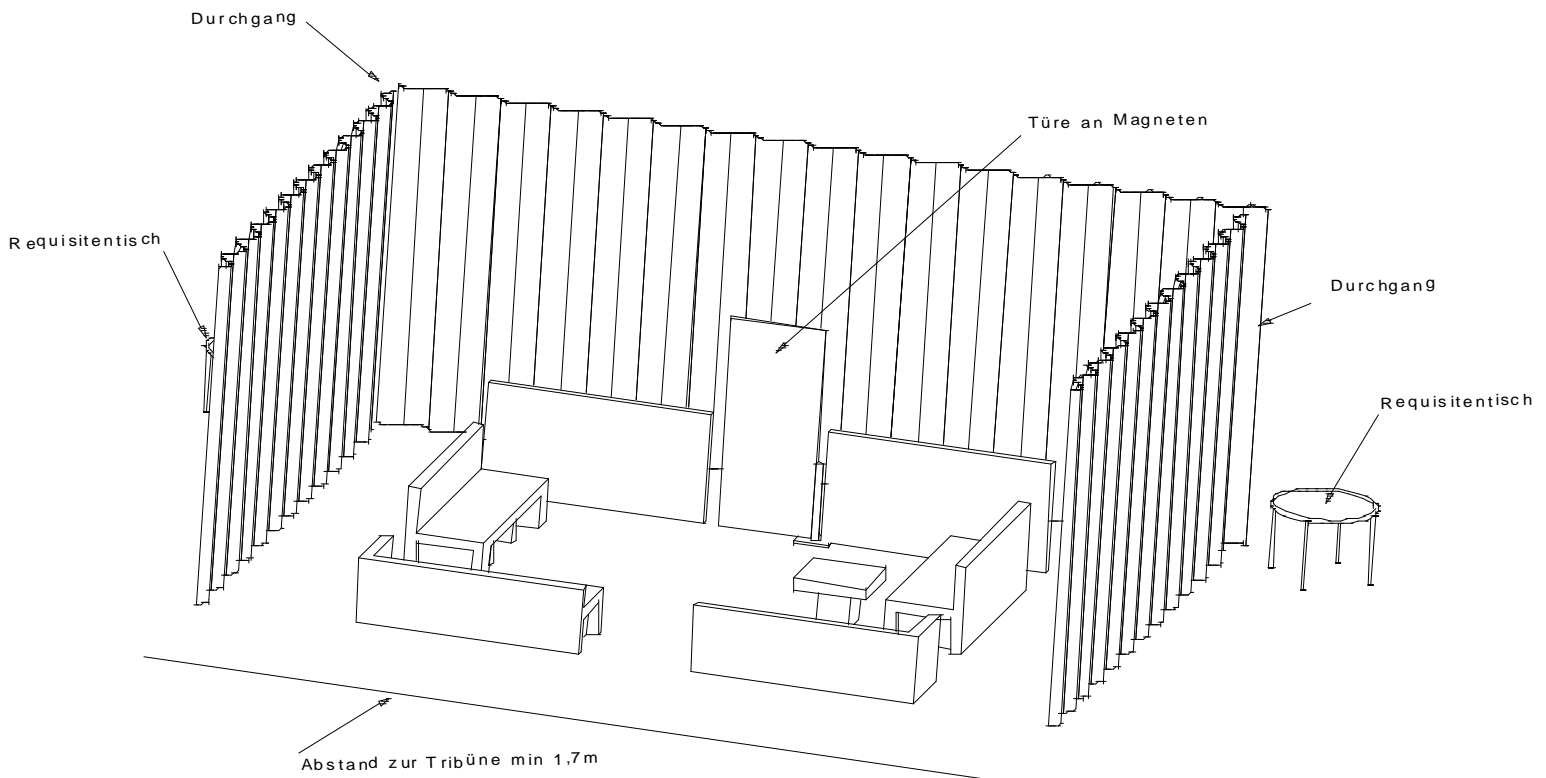 Durchgang
Türe an Magneten
Requisitentisch
Durchgang
Requisitentisch
Abstand zur Tribüne min 1,7m